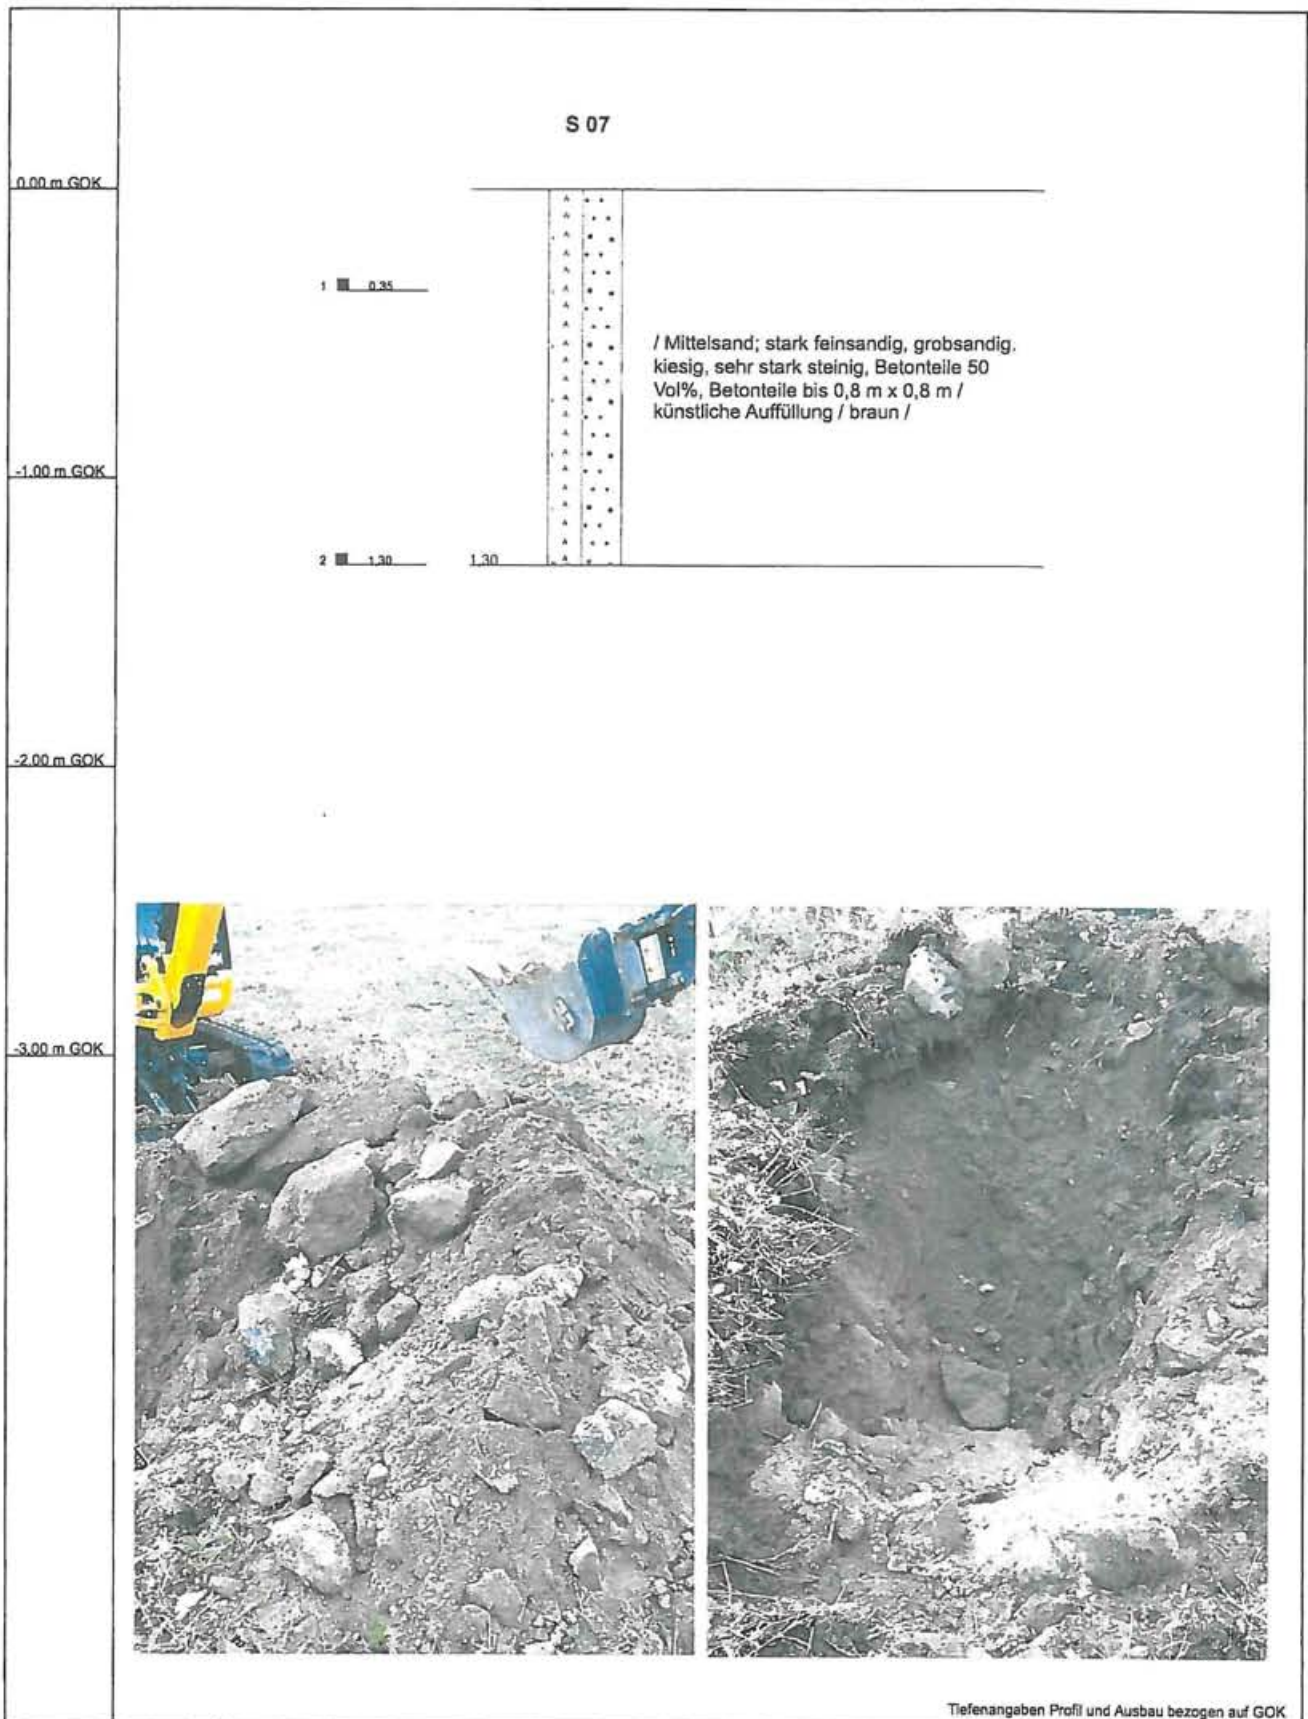 S 07
0.00 m GOK
1 0.35
/ Mittelsand; stark feinsandig, grobsandig.
kiesig, sehr stark steinig, Betonteile 50
Vol%, Betonteile bis 0,8 m x 0,8 m /
künstliche Auffüllung / braun /
-1.00 m GOK
2 1,30 1,30
-2.00 m GOK
-3.00 m GOK
Tiefenangaben Profil und Ausbau bezogen auf GOK